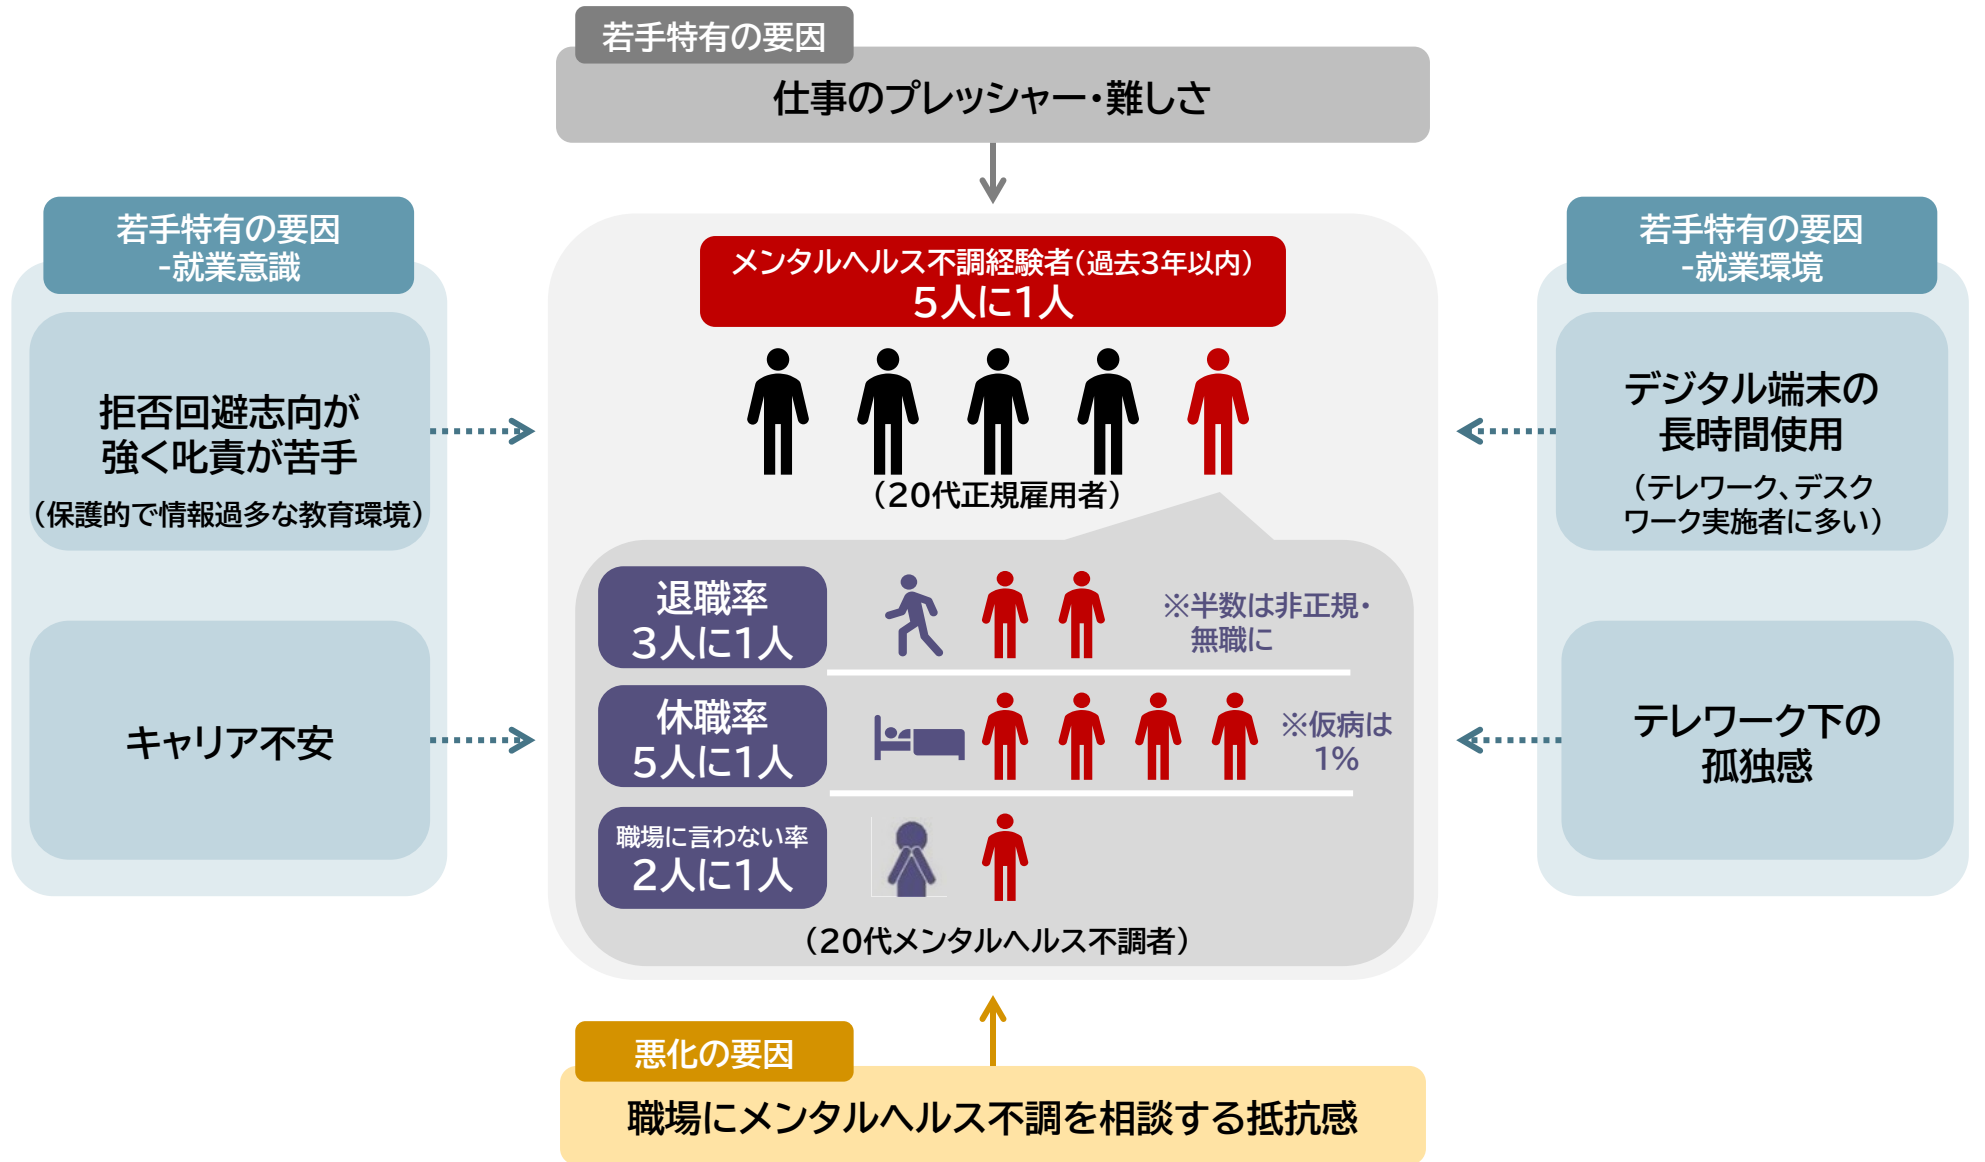 若手特有の要因
仕事のプレッシャー・難しさ
若手特有の要因
-就業意識
拒否回避志向が
強く叱責が苦手
（保護的で情報過多な教育環境）
キャリア不安
メンタルヘルス不調経験者（過去3年以内）
5人に1人
（20代正規雇用者）
退職率
3人に1人
※半数は非正規・
無職に
休職率
5人に1人
※仮病は
1%
職場に言わない率
2人に1人
（20代メンタルヘルス不調者）
若手特有の要因
-就業環境
デジタル端末の
長時間使用
（テレワーク、デスク
ワーク実施者に多い）
テレワーク下の
孤独感
悪化の要因
職場にメンタルヘルス不調を相談する抵抗感